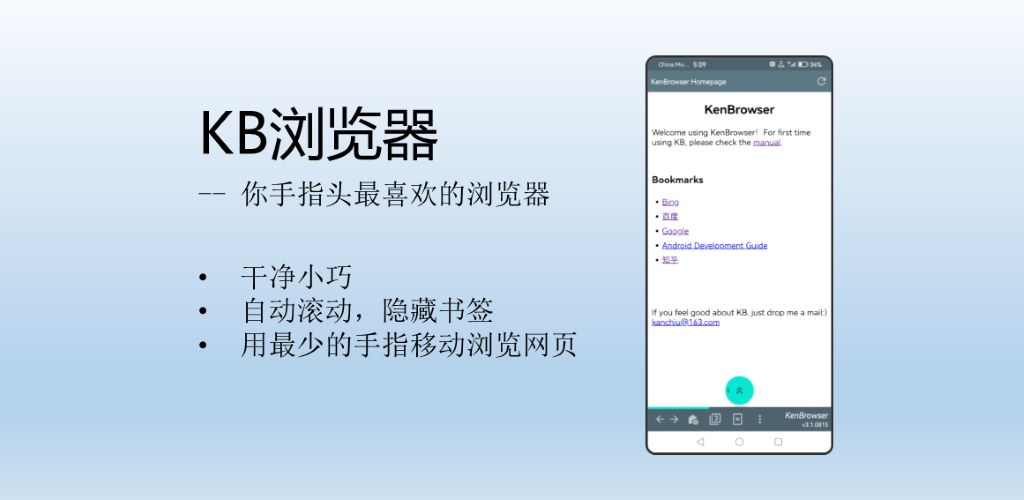 KB浏览器
-- 你手指头最喜欢的浏览器
• 干净小巧
• 自动滚动，隐藏书签
• 用最少的手指移动浏览网页
China Mo... 5:09 34%
KenBrowser Homepage
KenBrowser
Welcome using KenBrowser! For first time
using KB, please check the manual.
Bookmarks
• Bing
• 百度
• Google
• Android Development Guide
• 知乎
If you feel good about KB, just drop me a mail:)
kanchiu@163.com
3
KenBrowser
v3.1.0815